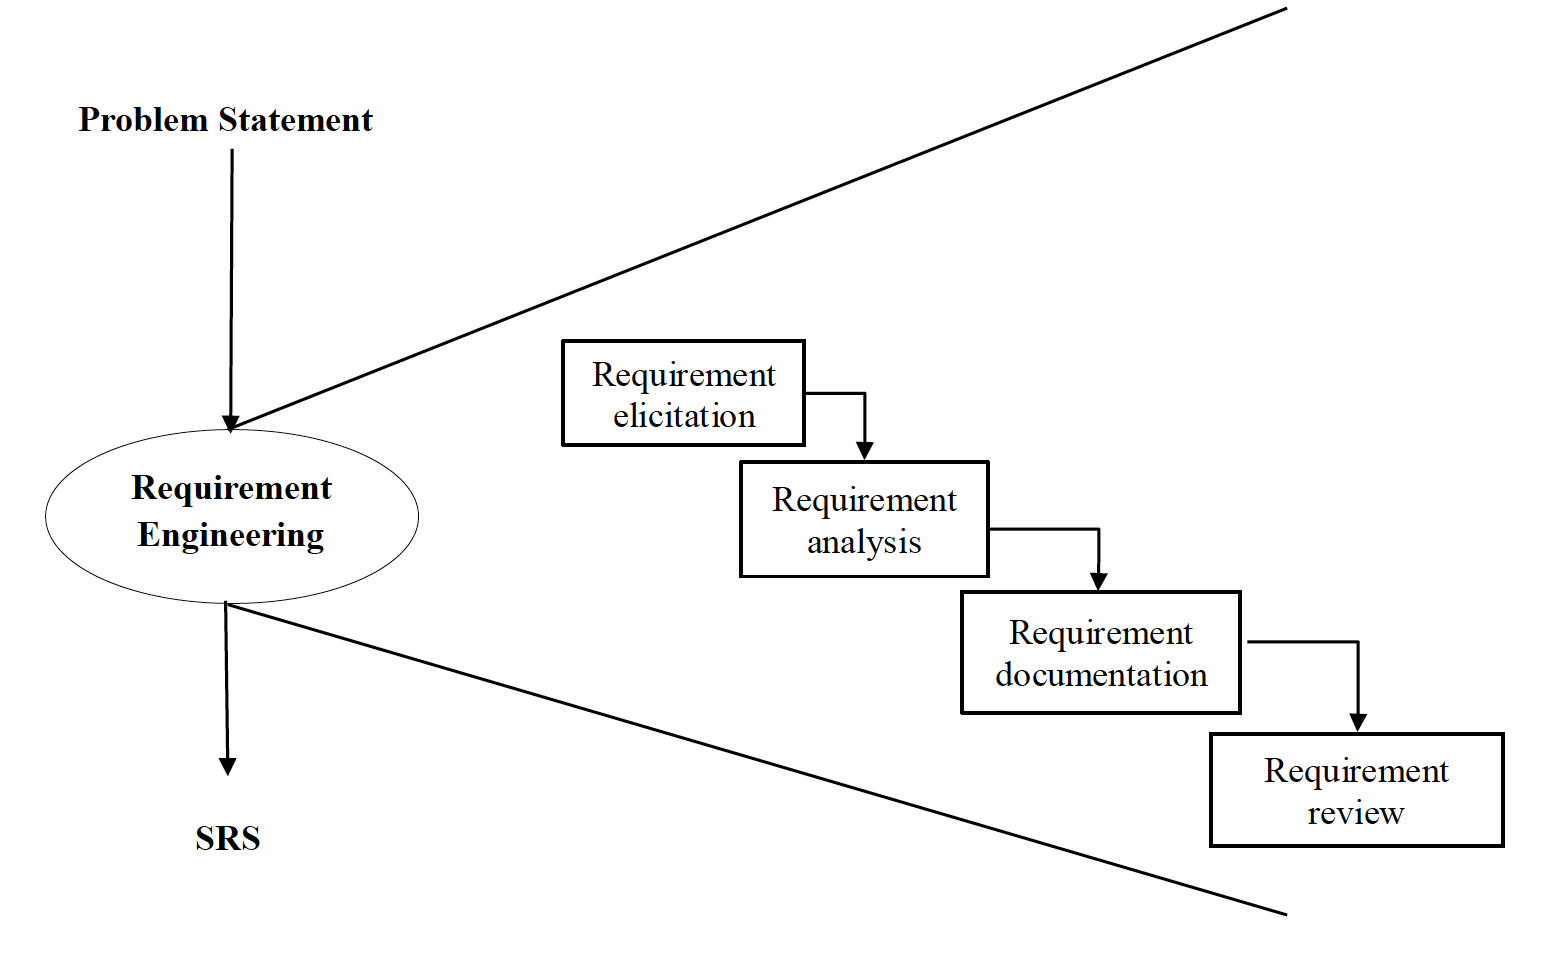 Problem Statement
Requirement
Engineering
SRS
Requirement
elicitation
Requirement
analysis
Requirement
documentation
Requirement
review